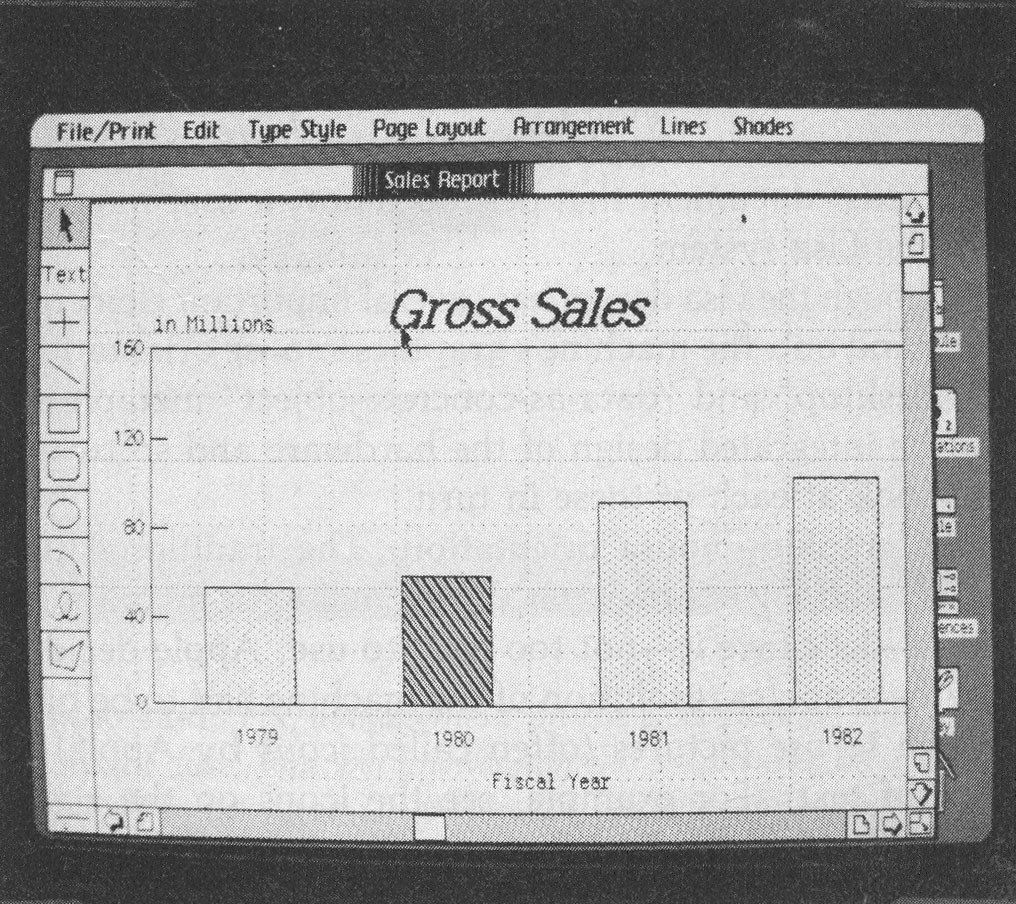 File/Print Edit Type Style Page Layout Arrangement Lines Shades
Sales Report
Text
Gross Sales
in Millions
160
120
80
40
0
1979 1980 1981 1982
Fiscal Year